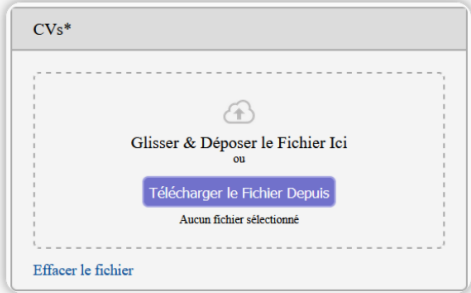 CVs*
Glisser & Déposer le Fichier Ici
ou
Télécharger le Fichier Depuis
Aucun fichier sélectionné
Effacer le fichier